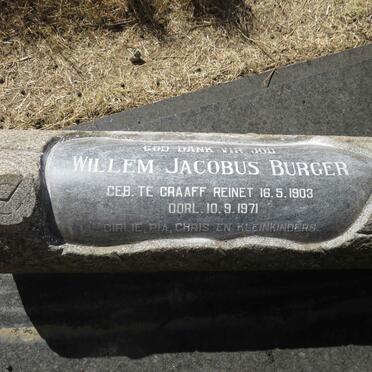 GOD DANK VIR JOU
WILLEM JACOBUS BURGER
GEB. TE GRAAFF REINET 16.5.1903
OORL. 10.9.1971
GIRLIE, PIA, CHRIS EN KLEINKINDERS